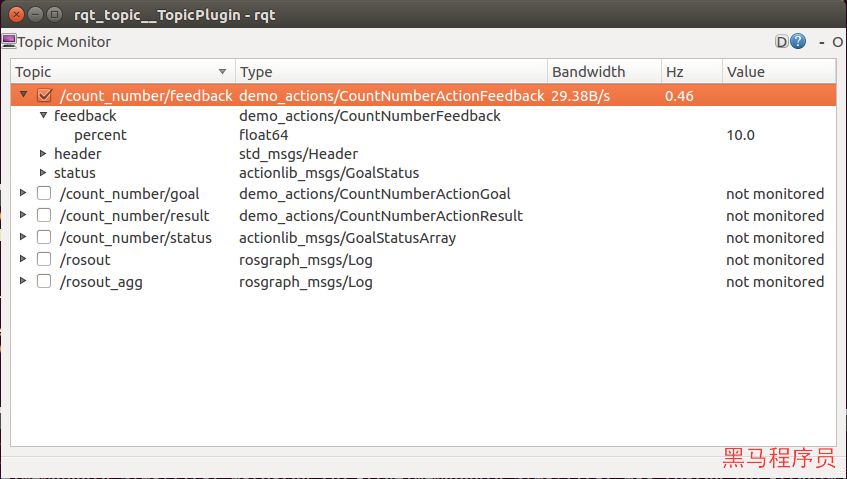 rqt_topic__TopicPlugin - rqt
Topic Monitor D ? - O
Topic Type Bandwidth Hz Value
/count_number/feedback demo_actions/CountNumberActionFeedback 29.38B/s 0.46
feedback demo_actions/CountNumberFeedback
percent float64 10.0
header std_msgs/Header
status actionlib_msgs/GoalStatus
/count_number/goal demo_actions/CountNumberActionGoal not monitored
/count_number/result demo_actions/CountNumberActionResult not monitored
/count_number/status actionlib_msgs/GoalStatusArray not monitored
/rosout rosgraph_msgs/Log not monitored
/rosout_agg rosgraph_msgs/Log not monitored
黑马程序员